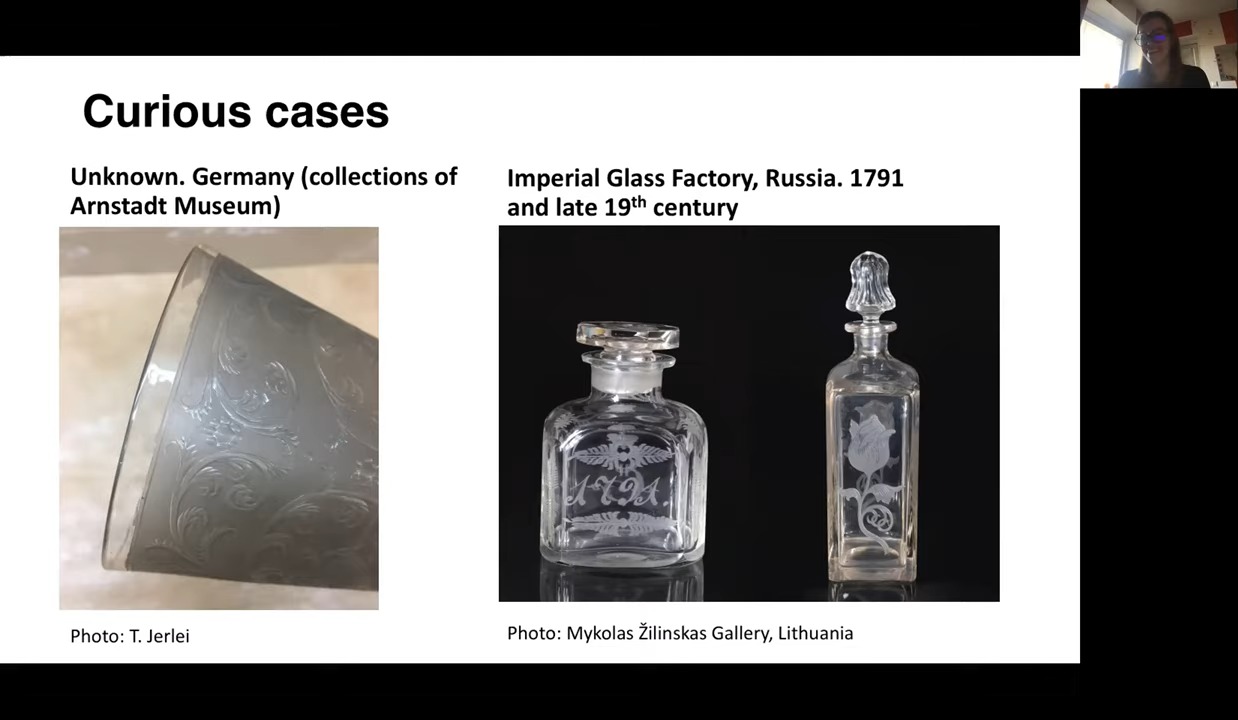 Curious cases
Unknown. Germany (collections of
Arnstadt Museum)
Imperial Glass Factory, Russia. 1791
and late 19th century
1791.
Photo: T. Jerlei
Photo: Mykolas Žilinskas Gallery, Lithuania